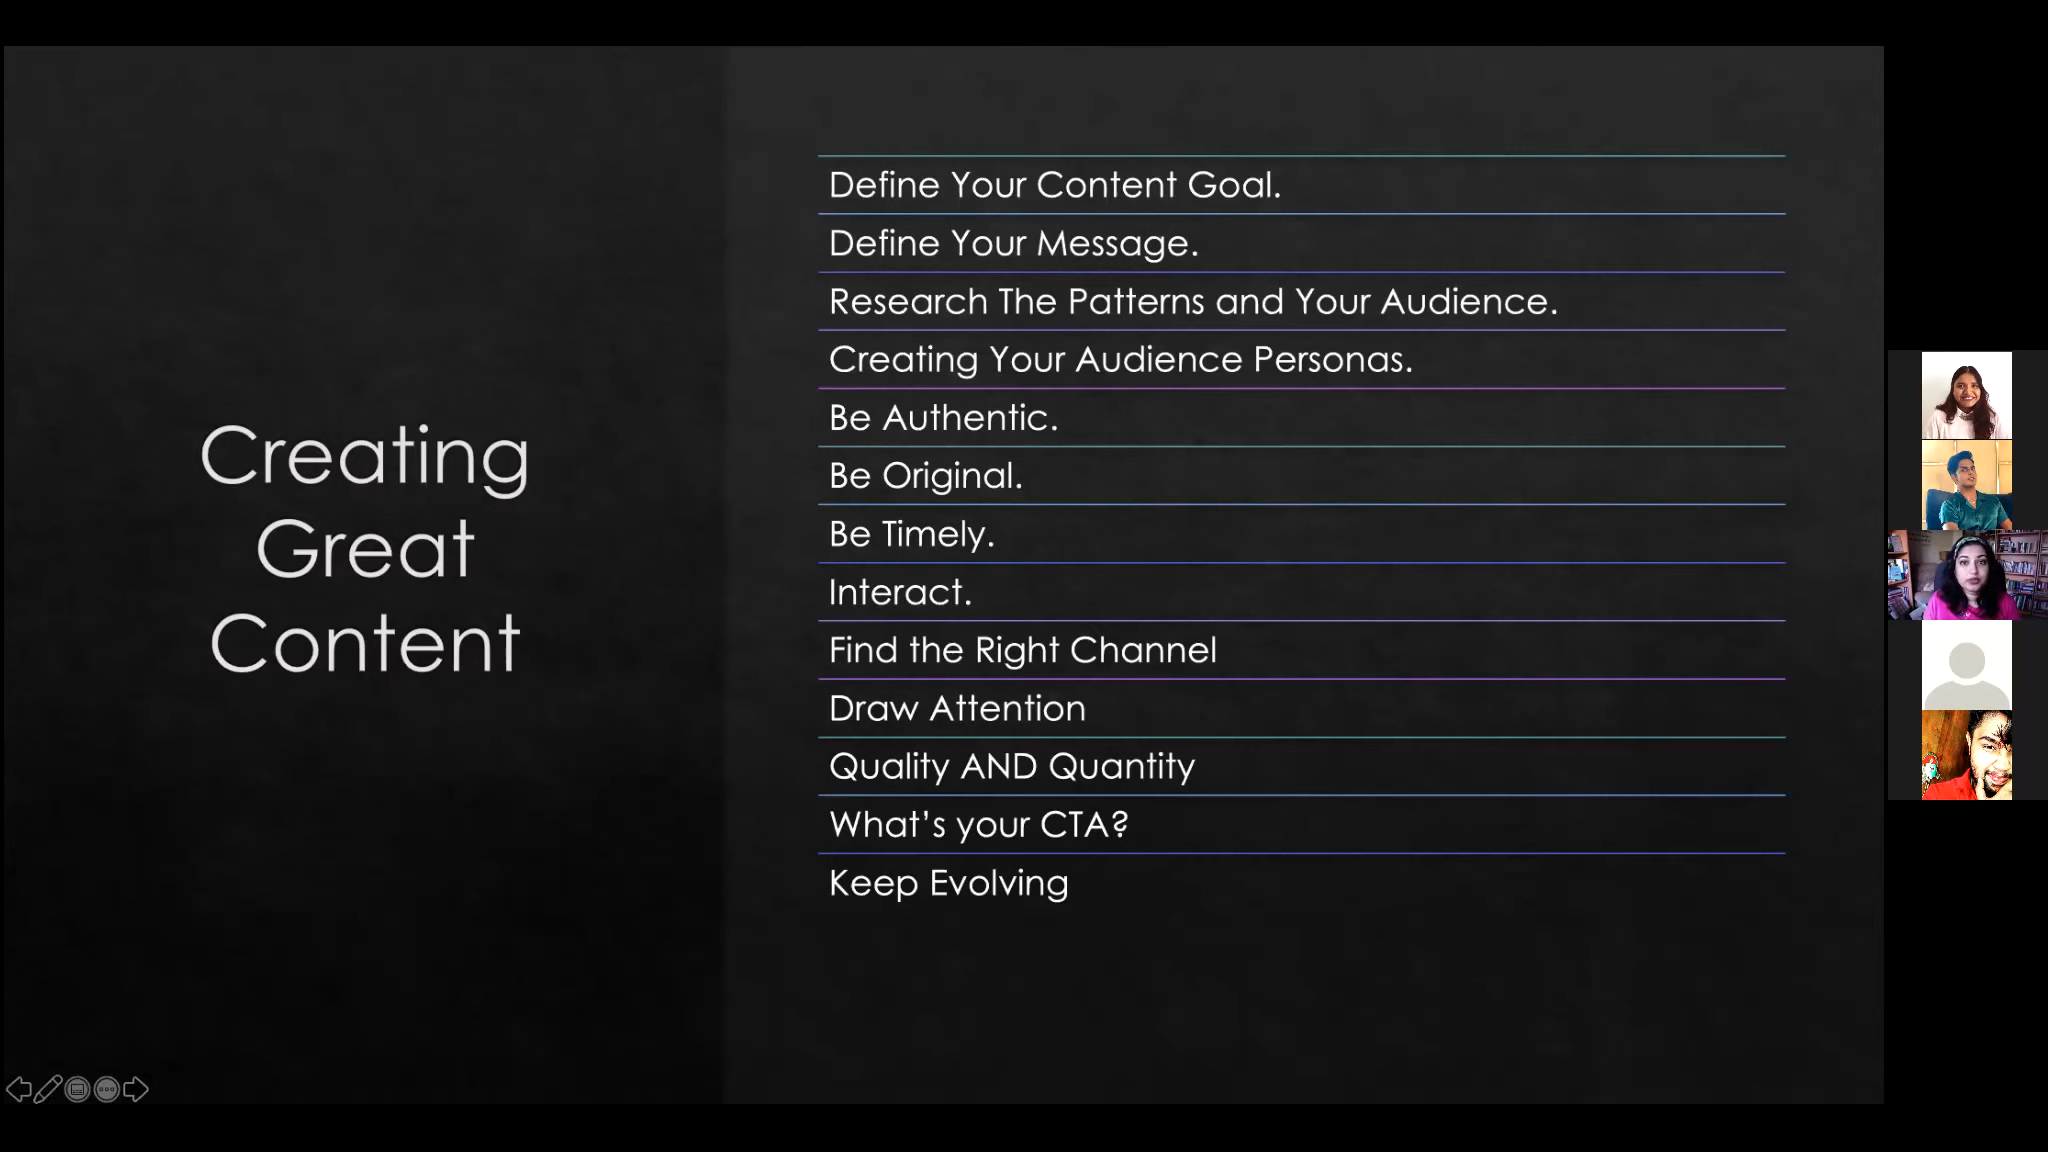 Creating
Great
Content
Define Your Content Goal.
Define Your Message.
Research The Patterns and Your Audience.
Creating Your Audience Personas.
Be Authentic.
Be Original.
Be Timely.
Interact.
Find the Right Channel
Draw Attention
Quality AND Quantity
What’s your CTA?
Keep Evolving